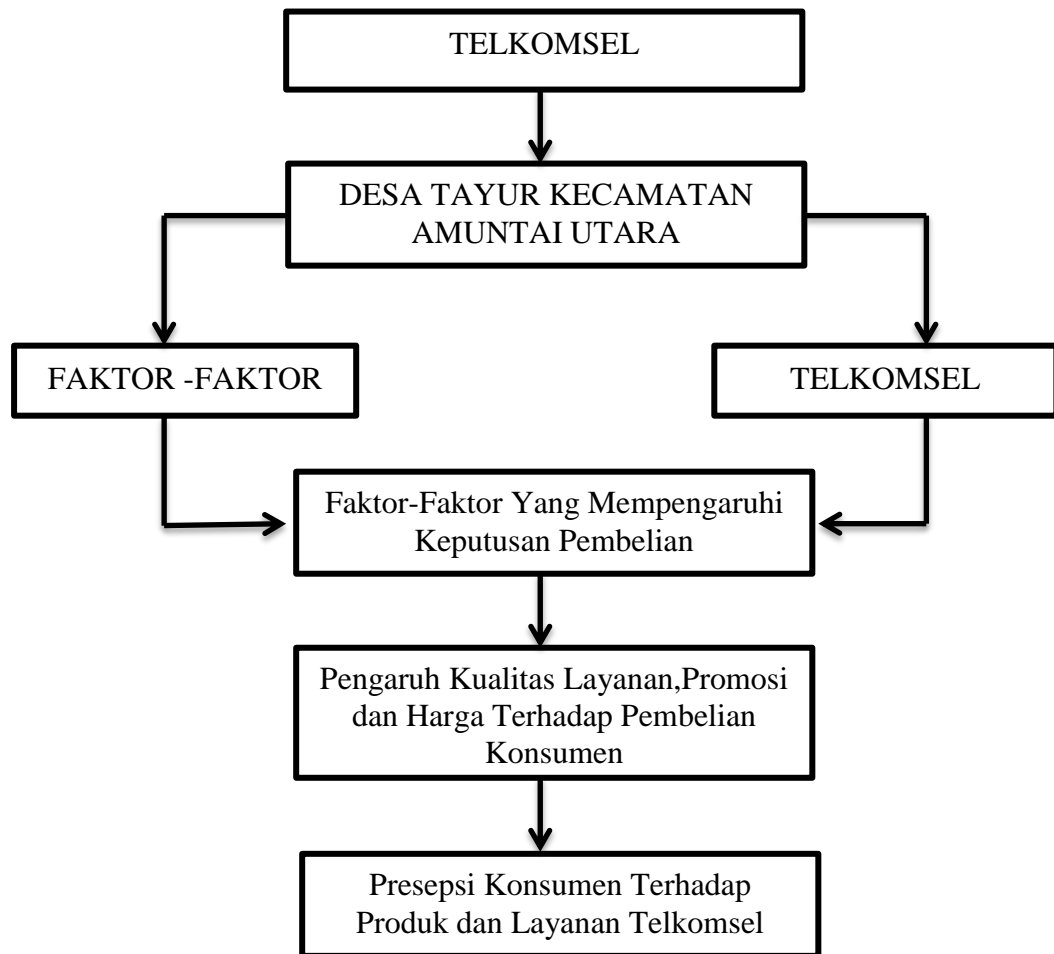 TELKOMSEL
DESA TAYUR KECAMATAN
AMUNTAI UTARA
FAKTOR -FAKTOR
TELKOMSEL
Faktor-Faktor Yang Mempengaruhi
Keputusan Pembelian
Pengaruh Kualitas Layanan,Promosi
dan Harga Terhadap Pembelian
Konsumen
Presepsi Konsumen Terhadap
Produk dan Layanan Telkomsel